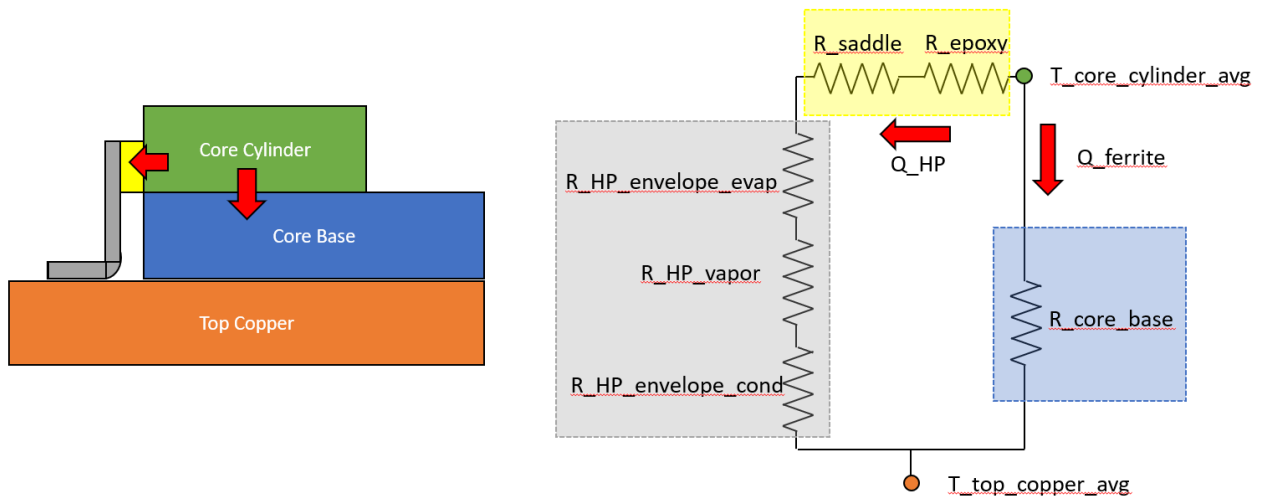 Core Cylinder
Core Base
Top Copper
R_saddle
R_epoxy
T_core_cylinder_avg
Q_HP
Q_ferrite
R_HP_envelope_evap
R_HP_vapor
R_core_base
R_HP_envelope_cond
T_top_copper_avg